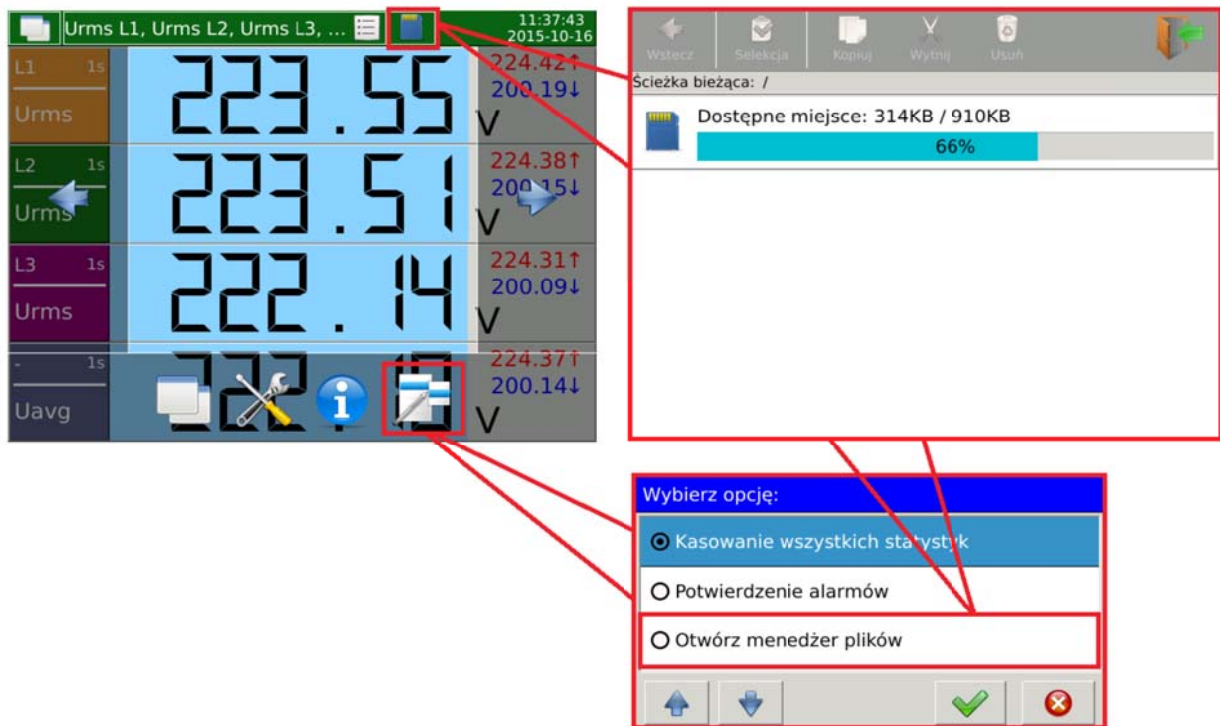 Urms L1, Urms L2, Urms L3, ...
11:37:43
2015-10-16
L1 1s
Urms
223.55
V
224.42↑
200.19↓
L2 1s
Urms
223.51
V
224.38↑
200.15↓
L3 1s
Urms
222.14
V
224.31↑
200.09↓
- 1s
Uavg
V
224.37↑
200.14↓
Wstecz
Selekcja
Kopiuj
Wytnij
Usuń
Ścieżka bieżąca: /
Dostępne miejsce: 314KB / 910KB
66%
Wybierz opcję:
Kasowanie wszystkich statystyk
Potwierdzenie alarmów
Otwórz menedżer plików